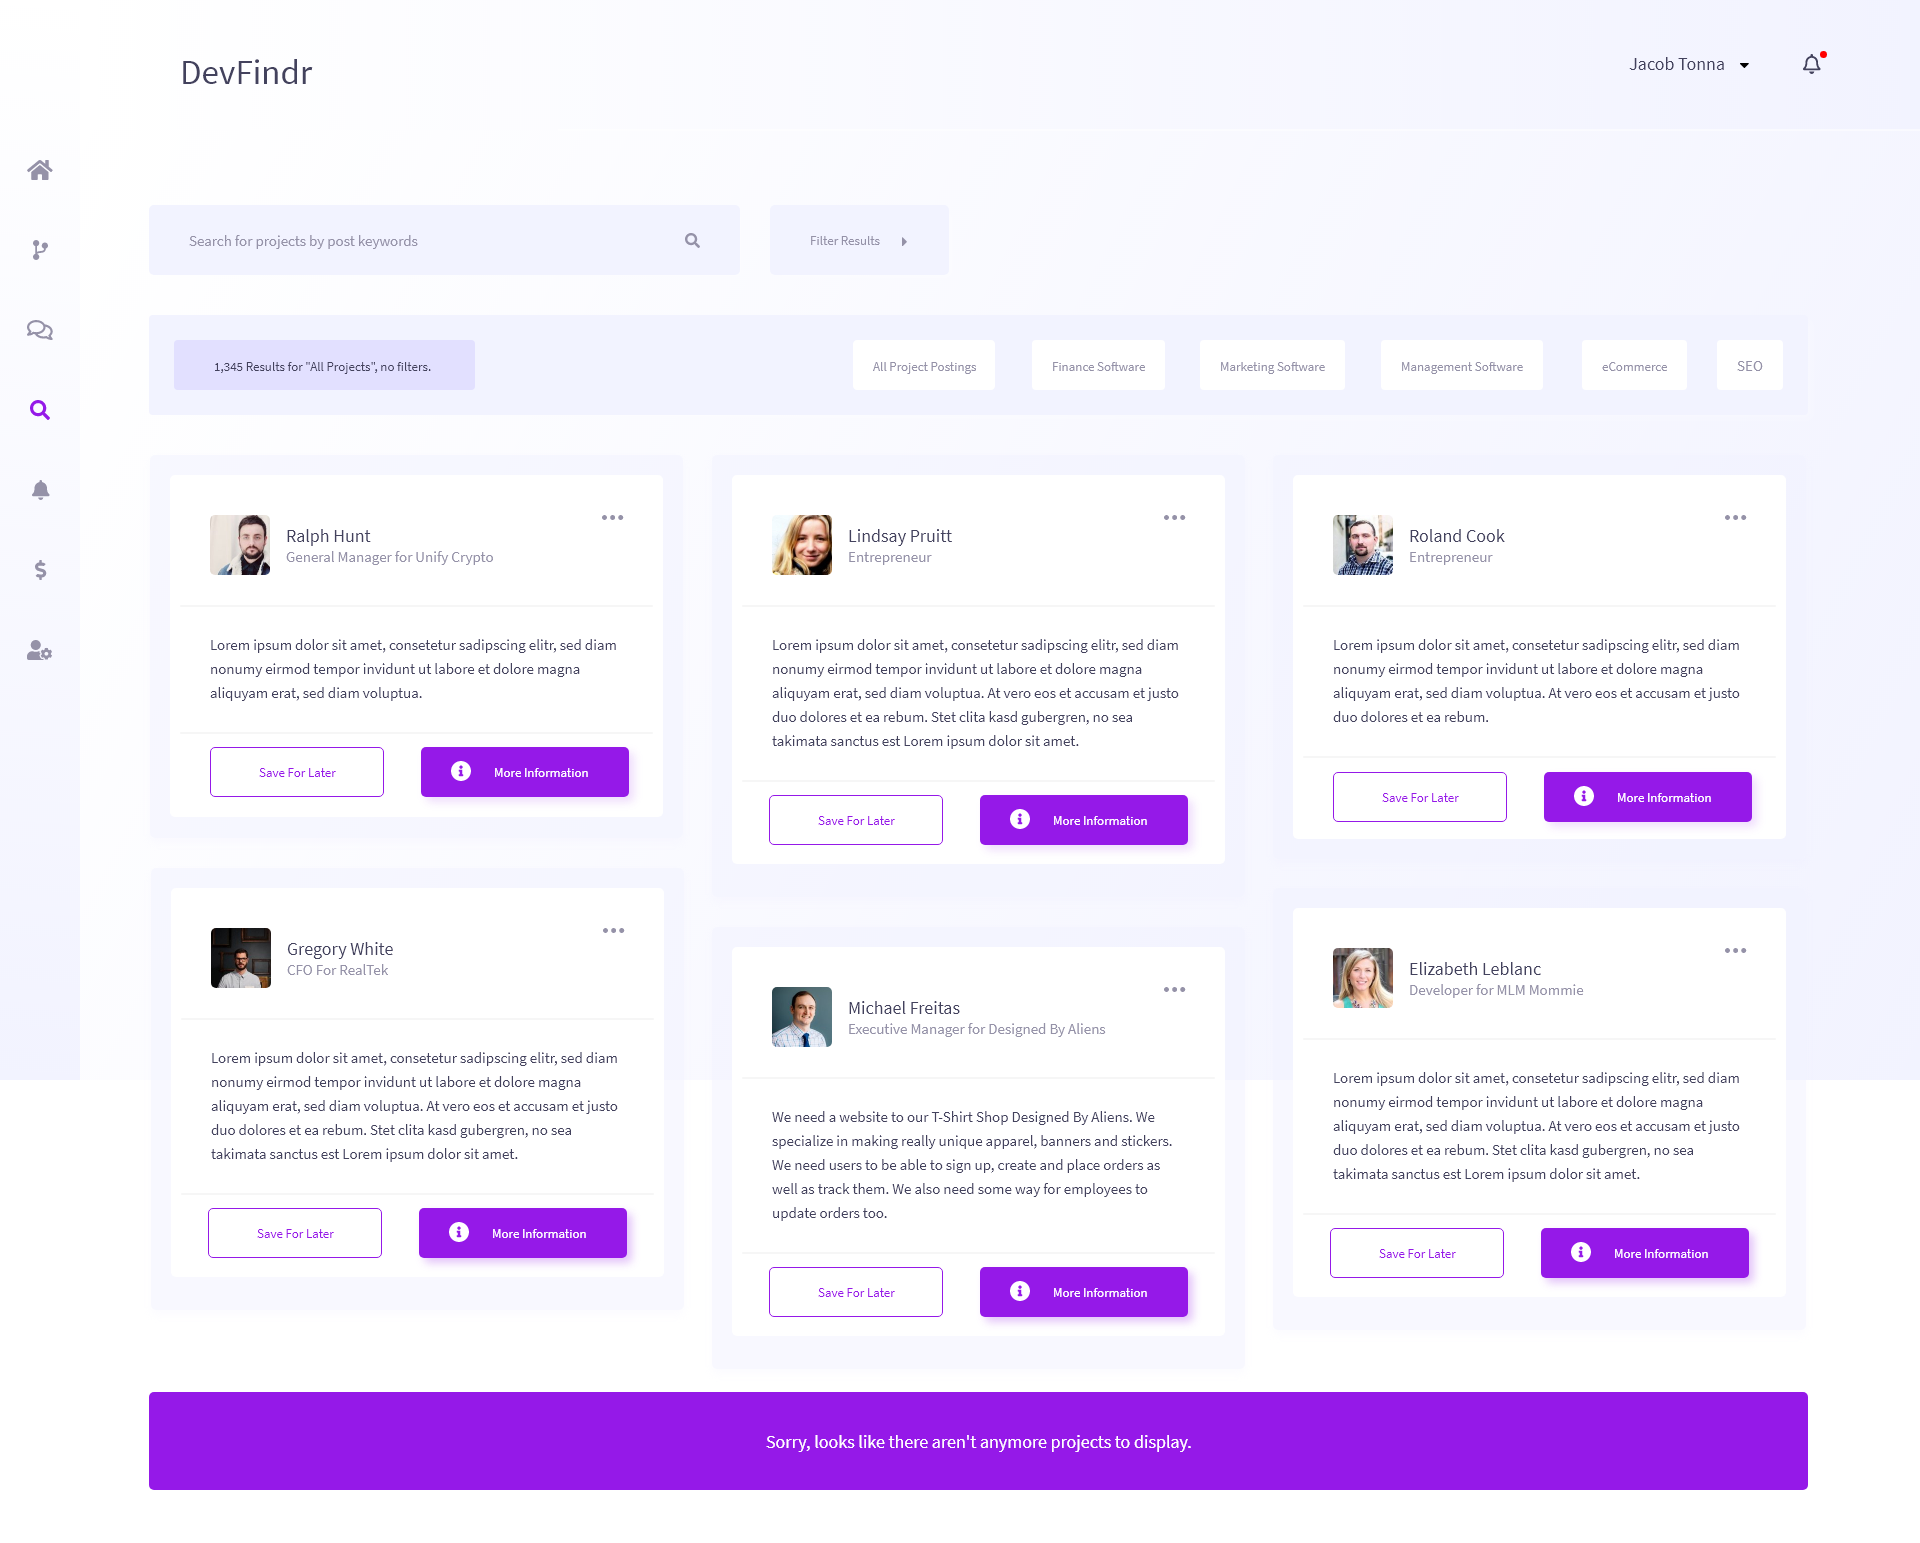 DevFindr
Jacob Tonna
Search for projects by post keywords
Filter Results
1,345 Results for "All Projects", no filters.
All Project Postings
Finance Software
Marketing Software
Management Software
eCommerce
SEO
Ralph Hunt
General Manager for Unify Crypto
Lorem ipsum dolor sit amet, consetetur sadipscing elitr, sed diam
nonumy eirmod tempor invidunt ut labore et dolore magna
aliquyam erat, sed diam voluptua.
Save For Later
More Information
Lindsay Pruitt
Entrepreneur
Lorem ipsum dolor sit amet, consetetur sadipscing elitr, sed diam
nonumy eirmod tempor invidunt ut labore et dolore magna
aliquyam erat, sed diam voluptua. At vero eos et accusam et justo
duo dolores et ea rebum. Stet clita kasd gubergren, no sea
takimata sanctus est Lorem ipsum dolor sit amet.
Save For Later
More Information
Roland Cook
Entrepreneur
Lorem ipsum dolor sit amet, consetetur sadipscing elitr, sed diam
nonumy eirmod tempor invidunt ut labore et dolore magna
aliquyam erat, sed diam voluptua. At vero eos et accusam et justo
duo dolores et ea rebum.
Save For Later
More Information
Gregory White
CFO For RealTek
Lorem ipsum dolor sit amet, consetetur sadipscing elitr, sed diam
nonumy eirmod tempor invidunt ut labore et dolore magna
aliquyam erat, sed diam voluptua. At vero eos et accusam et justo
duo dolores et ea rebum. Stet clita kasd gubergren, no sea
takimata sanctus est Lorem ipsum dolor sit amet.
Save For Later
More Information
Michael Freitas
Executive Manager for Designed By Aliens
We need a website to our T-Shirt Shop Designed By Aliens. We
specialize in making really unique apparel, banners and stickers.
We need users to be able to sign up, create and place orders as
well as track them. We also need some way for employees to
update orders too.
Save For Later
More Information
Elizabeth Leblanc
Developer for MLM Mommie
Lorem ipsum dolor sit amet, consetetur sadipscing elitr, sed diam
nonumy eirmod tempor invidunt ut labore et dolore magna
aliquyam erat, sed diam voluptua. At vero eos et accusam et justo
duo dolores et ea rebum. Stet clita kasd gubergren, no sea
takimata sanctus est Lorem ipsum dolor sit amet.
Save For Later
More Information
Sorry, looks like there aren't anymore projects to display.